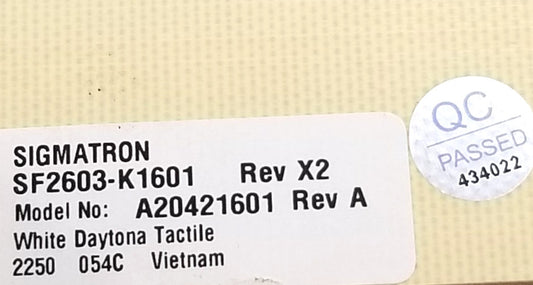 SIGMATRON
SF2603-K1601 Rev X2
Model No: A20421601 Rev A
White Daytona Tactile
2250 054C Vietnam
QC
PASSED
434022